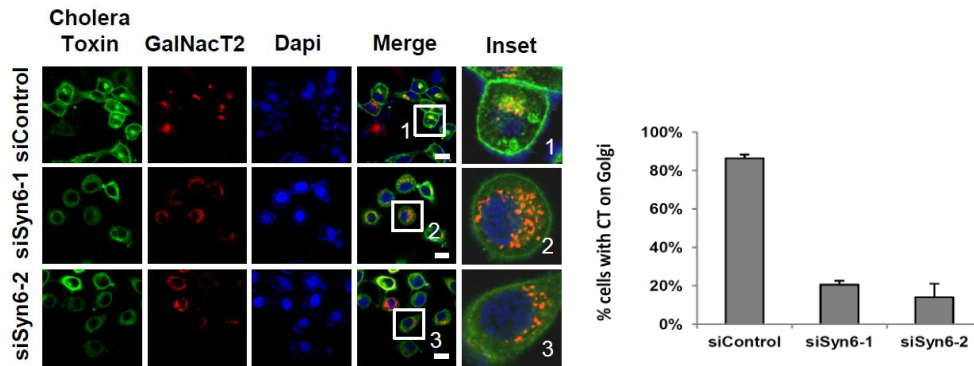 Cholera
Toxin GalNacT2 Dapi Merge Inset
siControl
1
1
siSyn6-1
2
2
siSyn6-2
3
3
% cells with CT on Golgi
100%
80%
60%
40%
20%
0%
siControl siSyn6-1 siSyn6-2